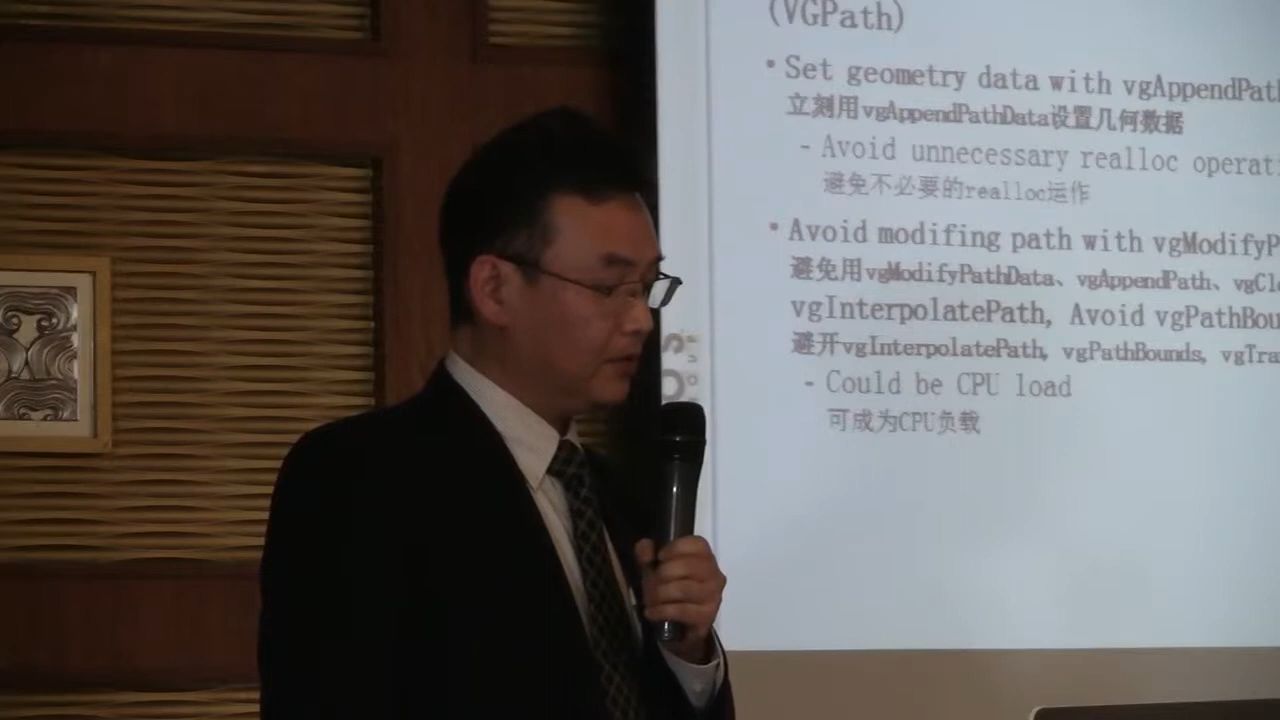 (VGPath)
• Set geometry data with vgAppendPat
立刻用vgAppendPathData设置几何数据
- Avoid unnecessary realloc operati
避免不必要的realloc运作
• Avoid modifing path with vgModifyP
避免用vgModifyPathData、vgAppendPath、vgCl
vgInterpolatePath, Avoid vgPathBou
避开vgInterpolatePath, vgPathBounds, vgTra
- Could be CPU load
可成为CPU负载